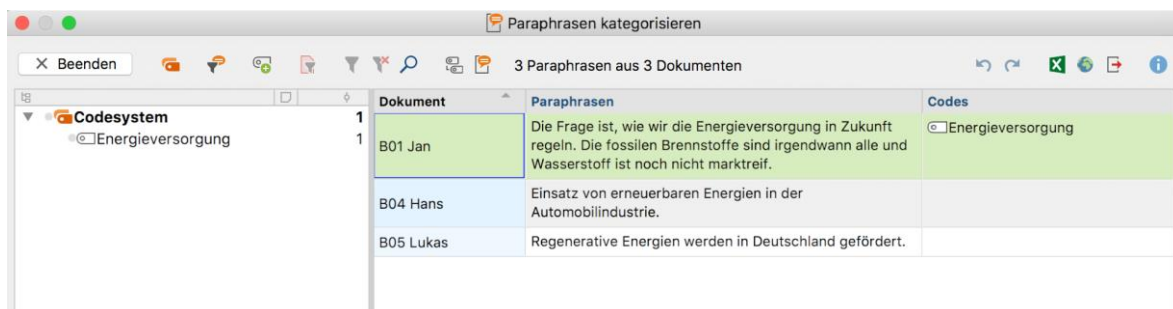 Paraphrasen kategorisieren
Beenden
3 Paraphrasen aus 3 Dokumenten
Codesystem 1
Energieversorgung 1
Dokument Paraphrasen Codes
B01 Jan
Die Frage ist, wie wir die Energieversorgung in Zukunft
regeln. Die fossilen Brennstoffe sind irgendwann alle und
Wasserstoff ist noch nicht marktreif.
Energieversorgung
B04 Hans
Einsatz von erneuerbaren Energien in der
Automobilindustrie.
B05 Lukas
Regenerative Energien werden in Deutschland gefördert.